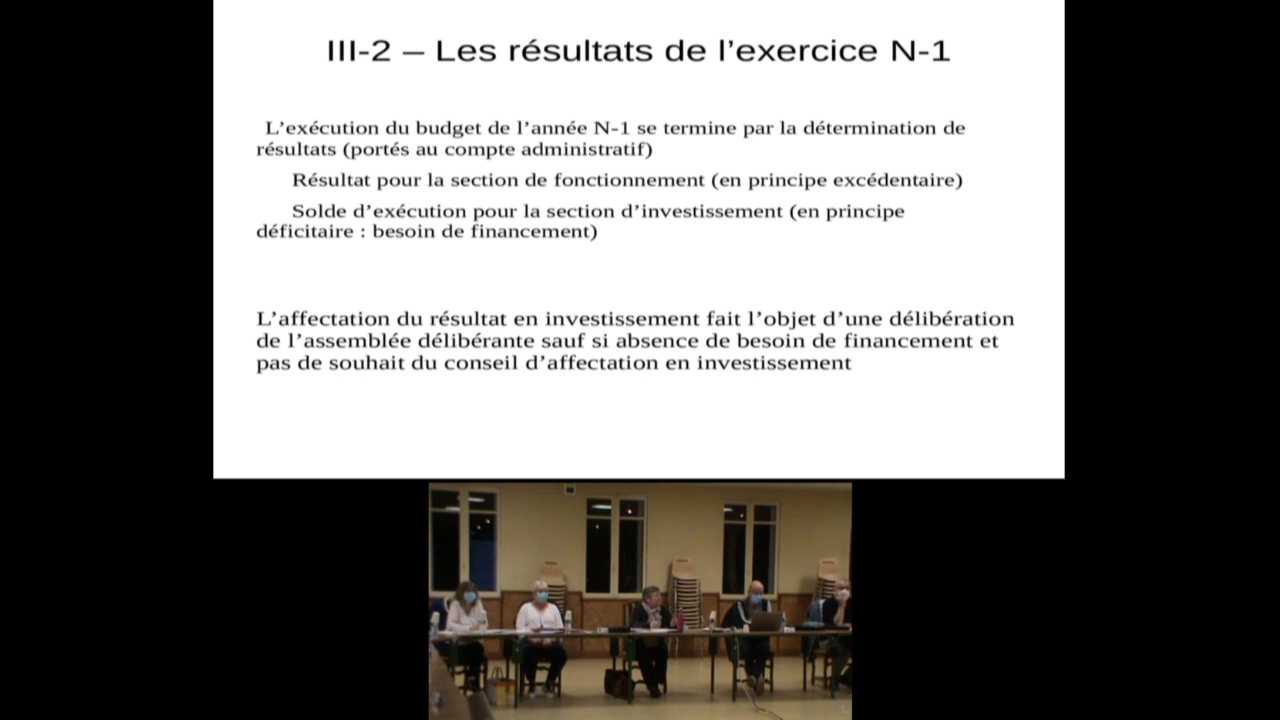 III-2 – Les résultats de l’exercice N-1
L’exécution du budget de l’année N-1 se termine par la détermination de
résultats (portés au compte administratif)
Résultat pour la section de fonctionnement (en principe excédentaire)
Solde d’exécution pour la section d’investissement (en principe
déficitaire : besoin de financement)
L’affectation du résultat en investissement fait l’objet d’une délibération
de l’assemblée délibérante sauf si absence de besoin de financement et
pas de souhait du conseil d’affectation en investissement